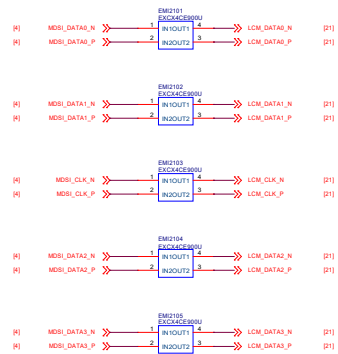 EMI2101
EXCX4CE900U
[4] MDSI_DATA0_N 1 IN1OUT1 4 LCM_DATA0_N [21]
[4] MDSI_DATA0_P 2 IN2OUT2 3 LCM_DATA0_P [21]
EMI2102
EXCX4CE900U
[4] MDSI_DATA1_N 1 IN1OUT1 4 LCM_DATA1_N [21]
[4] MDSI_DATA1_P 2 IN2OUT2 3 LCM_DATA1_P [21]
EMI2103
EXCX4CE900U
[4] MDSI_CLK_N 1 IN1OUT1 4 LCM_CLK_N [21]
[4] MDSI_CLK_P 2 IN2OUT2 3 LCM_CLK_P [21]
EMI2104
EXCX4CE900U
[4] MDSI_DATA2_N 1 IN1OUT1 4 LCM_DATA2_N [21]
[4] MDSI_DATA2_P 2 IN2OUT2 3 LCM_DATA2_P [21]
EMI2105
EXCX4CE900U
[4] MDSI_DATA3_N 1 IN1OUT1 4 LCM_DATA3_N [21]
[4] MDSI_DATA3_P 2 IN2OUT2 3 LCM_DATA3_P [21]